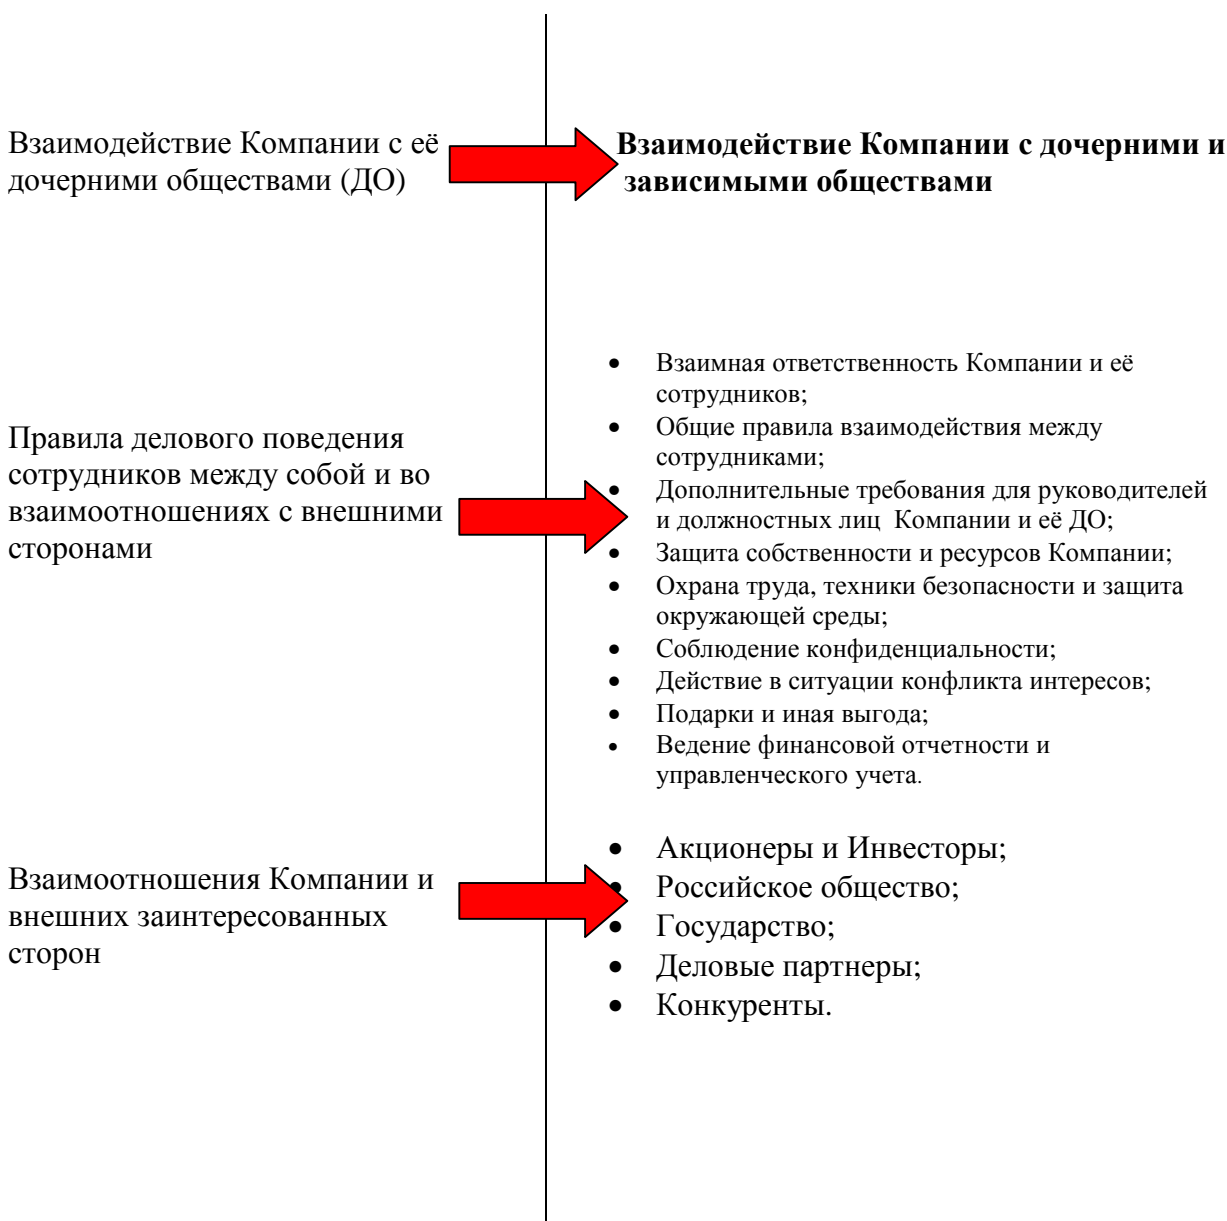 Взаимодействие Компании с её
дочерними обществами (ДО)
Взаимодействие Компании с дочерними и
зависимыми обществами
Правила делового поведения
сотрудников между собой и во
взаимоотношениях с внешними
сторонами
• Взаимная ответственность Компании и её
сотрудников;
• Общие правила взаимодействия между
сотрудниками;
• Дополнительные требования для руководителей
и должностных лиц  Компании и её ДО;
• Защита собственности и ресурсов Компании;
• Охрана труда, техники безопасности и защита
окружающей среды;
• Соблюдение конфиденциальности;
• Действие в ситуации конфликта интересов;
• Подарки и иная выгода;
• Ведение финансовой отчетности и
управленческого учета.
Взаимоотношения Компании и
внешних заинтересованных
сторон
• Акционеры и Инвесторы;
• Российское общество;
• Государство;
• Деловые партнеры;
• Конкуренты.